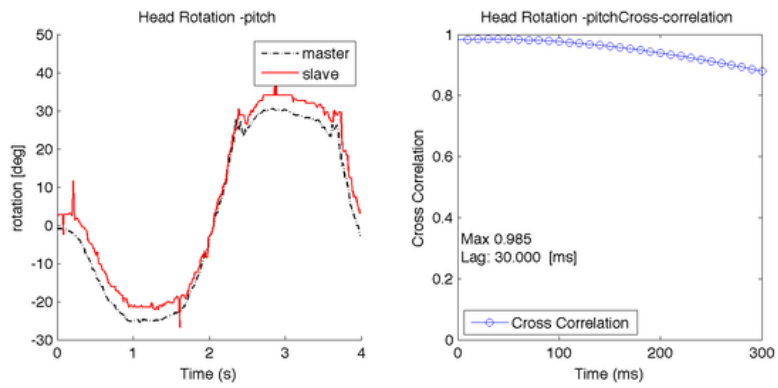 Head Rotation -pitch
50
40
30
20
10
0
-10
-20
-30
rotation [deg]
master
slave
0
1
2
3
4
Time (s)
Head Rotation -pitchCross-correlation
1
0.8
0.6
0.4
0.2
0
Cross Correlation
Max 0.985
Lag: 30.000 [ms]
Cross Correlation
0
100
200
300
Time (ms)